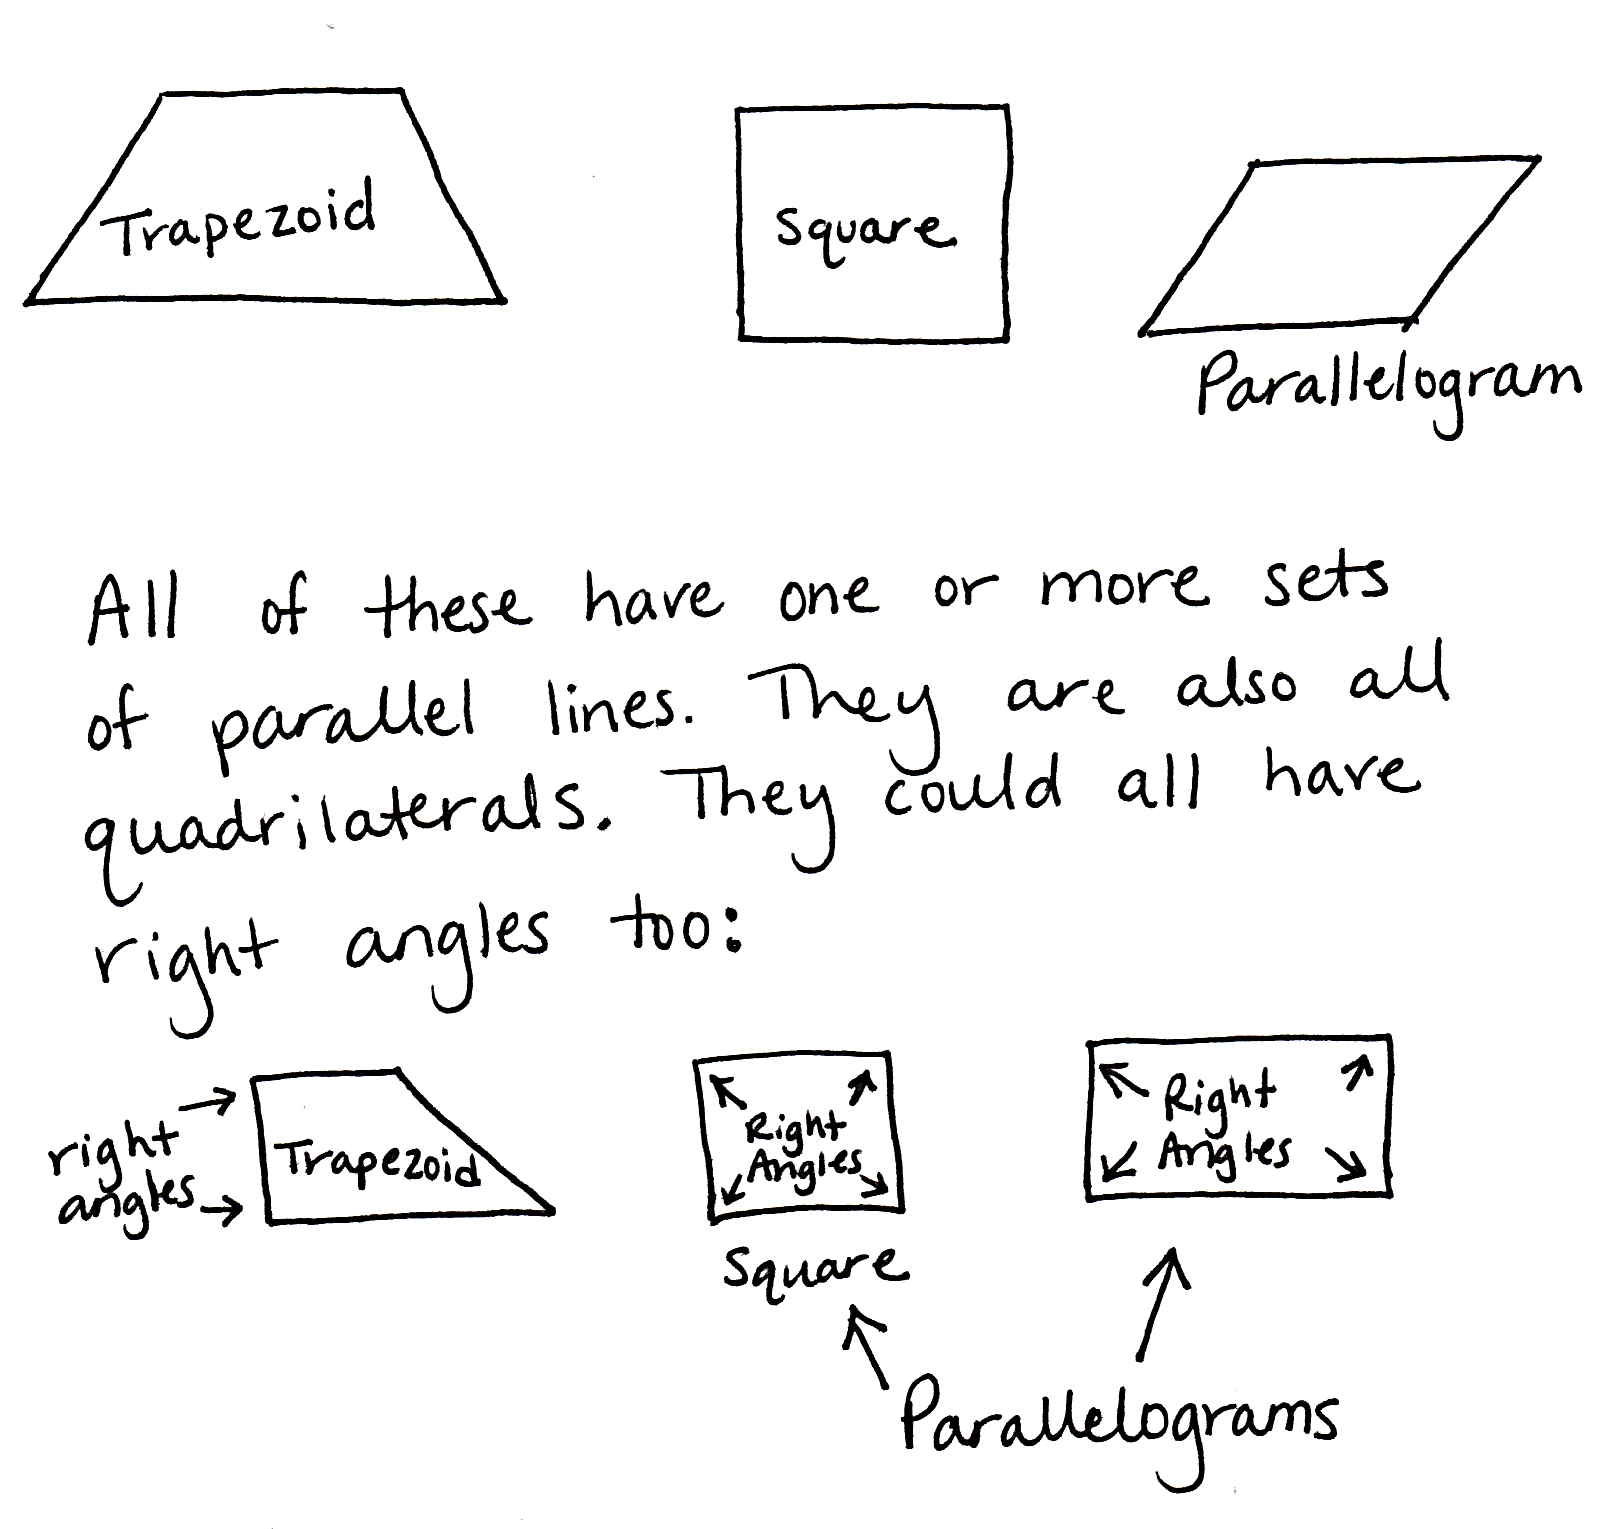 Trapezoid
Square
Parallelogram
All of these have one or more sets
of parallel lines. They are also all
quadrilaterals. They could all have
right angles too:
right
angles
Trapezoid
Right
Angles
Square
Right
Angles
Parallelograms